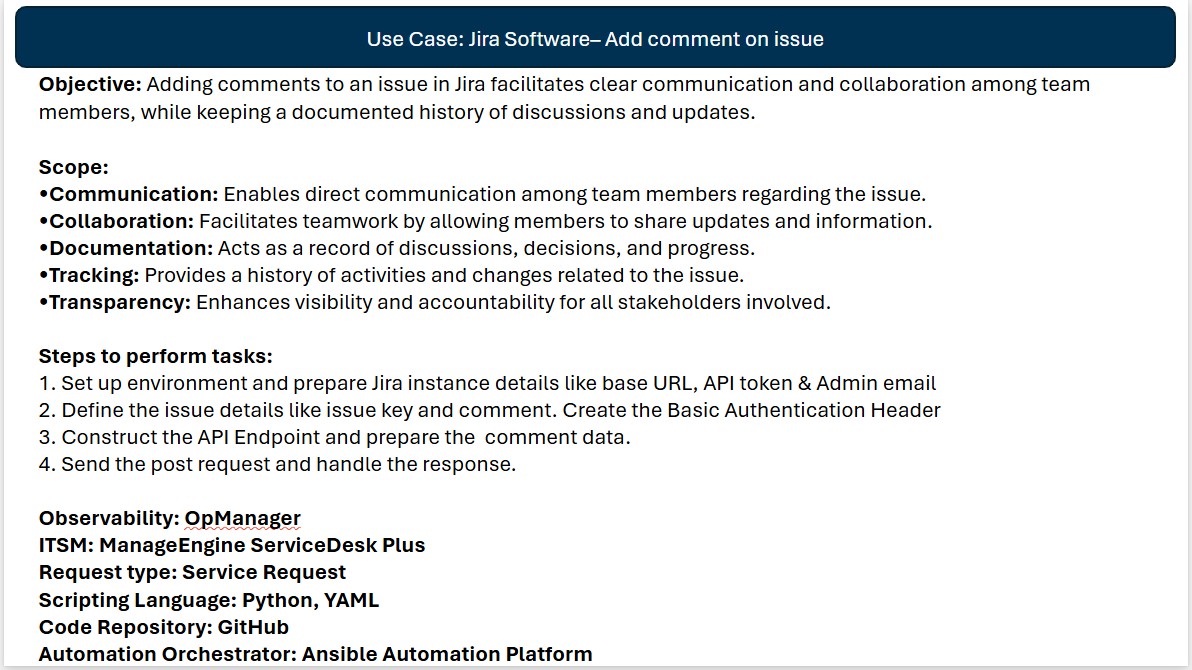 Use Case: Jira Software– Add comment on issue
Objective: Adding comments to an issue in Jira facilitates clear communication and collaboration among team
members, while keeping a documented history of discussions and updates.
Scope:
•Communication: Enables direct communication among team members regarding the issue.
•Collaboration: Facilitates teamwork by allowing members to share updates and information.
•Documentation: Acts as a record of discussions, decisions, and progress.
•Tracking: Provides a history of activities and changes related to the issue.
•Transparency: Enhances visibility and accountability for all stakeholders involved.
Steps to perform tasks:
1. Set up environment and prepare Jira instance details like base URL, API token & Admin email
2. Define the issue details like issue key and comment. Create the Basic Authentication Header
3. Construct the API Endpoint and prepare the  comment data.
4. Send the post request and handle the response.
Observability: OpManager
ITSM: ManageEngine ServiceDesk Plus
Request type: Service Request
Scripting Language: Python, YAML
Code Repository: GitHub
Automation Orchestrator: Ansible Automation Platform